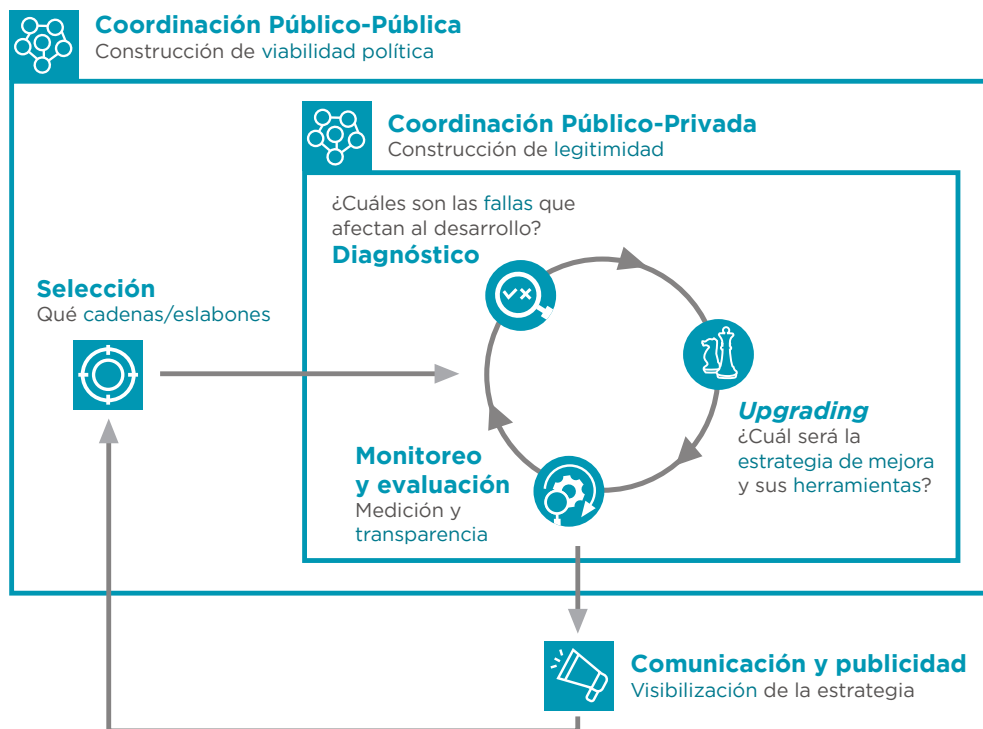 Coordinación Público-Pública
Construcción de viabilidad política
Coordinación Público-Privada
Construcción de legitimidad
¿Cuáles son las fallas que
afectan al desarrollo?
Diagnóstico
Selección
Qué cadenas/eslabones
Upgrading
¿Cuál será la
estrategia de mejora
y sus herramientas?
Monitoreo
y evaluación
Medición y
transparencia
Comunicación y publicidad
Visibilización de la estrategia